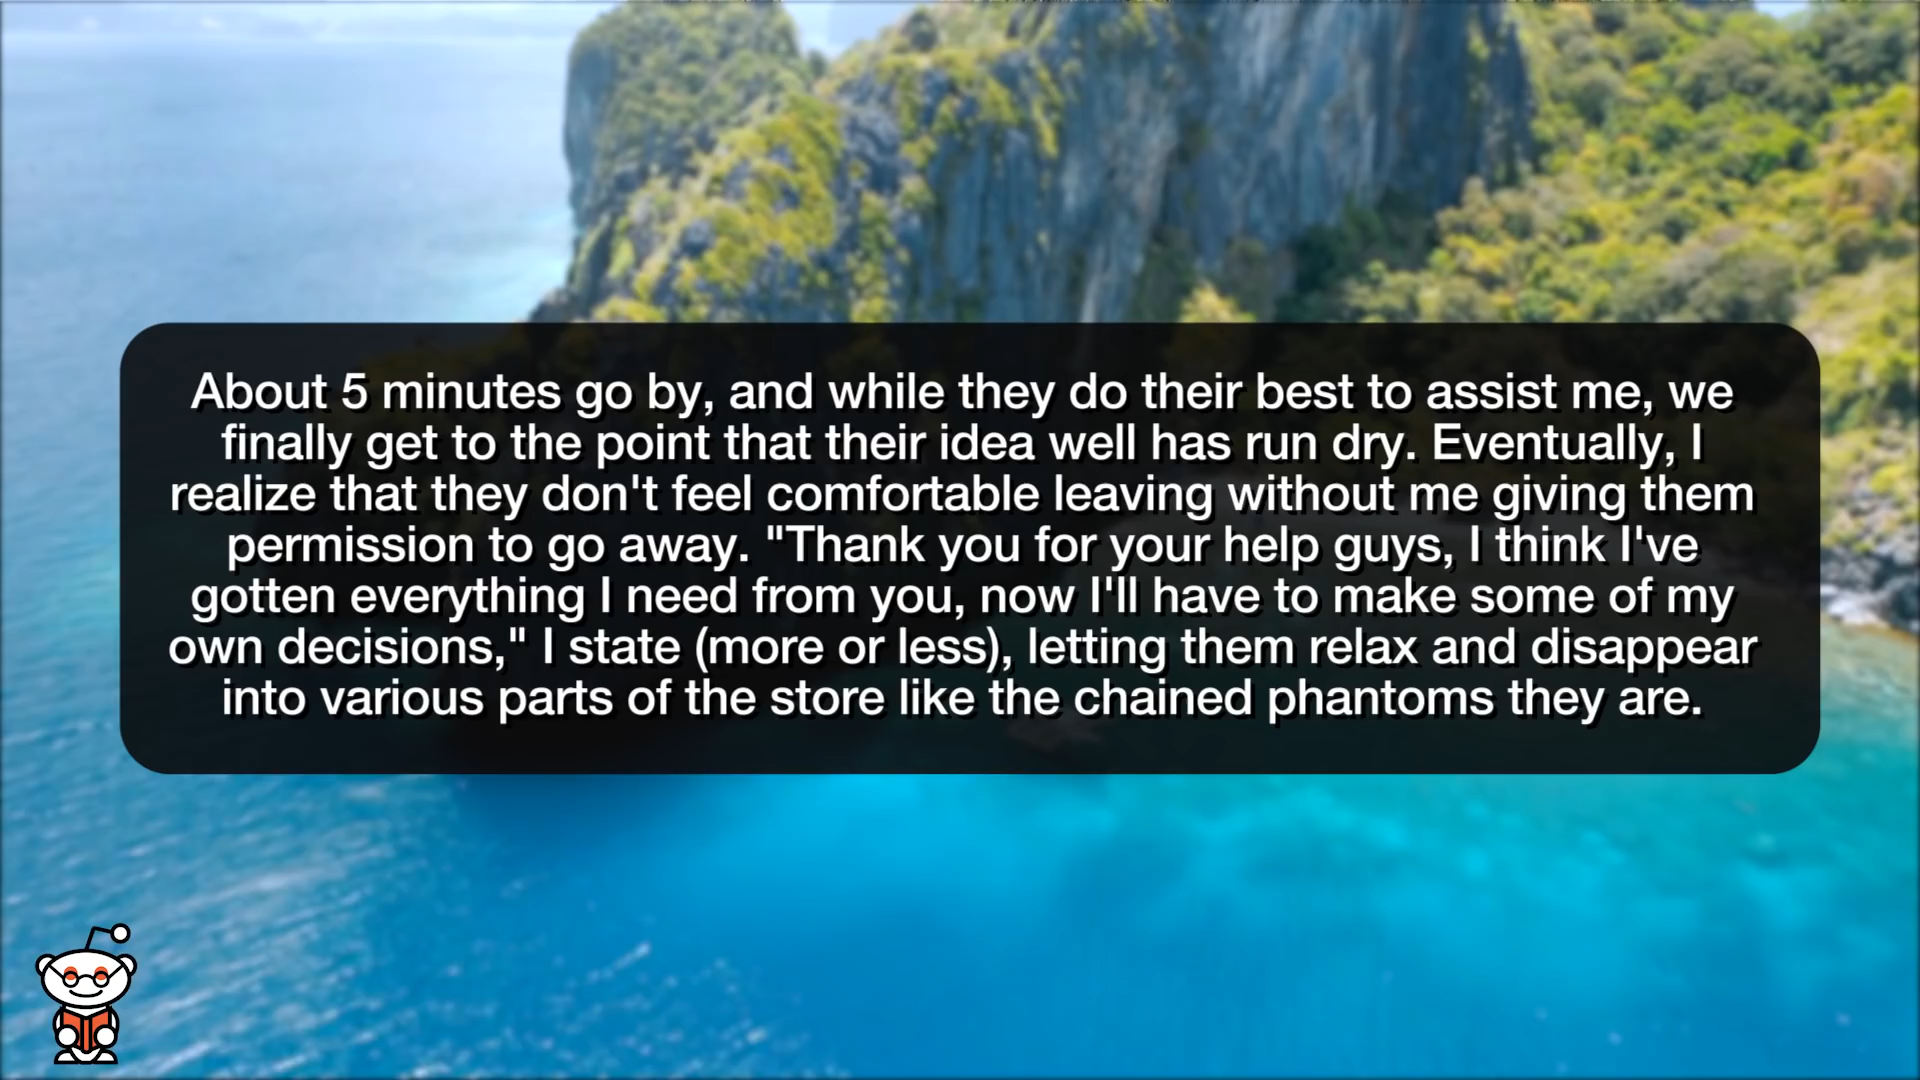 About 5 minutes go by, and while they do their best to assist me, we
finally get to the point that their idea well has run dry. Eventually, I
realize that they don't feel comfortable leaving without me giving them
permission to go away. "Thank you for your help guys, I think I've
gotten everything I need from you, now I'll have to make some of my
own decisions," I state (more or less), letting them relax and disappear
into various parts of the store like the chained phantoms they are.